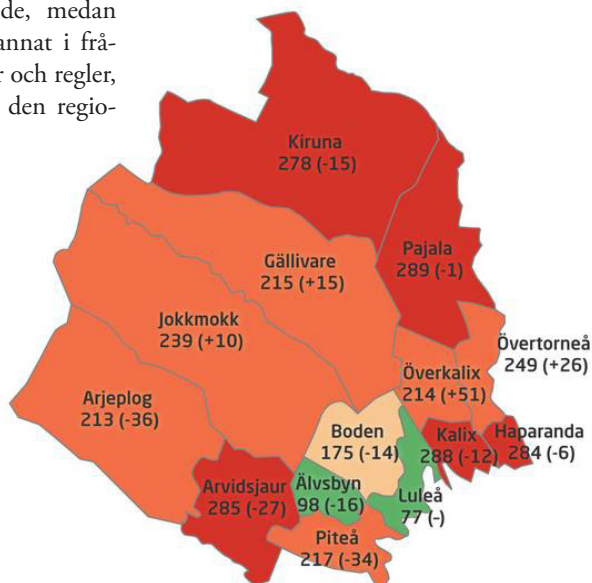 de, medan
annat i frå-
r och regler,
den regio-
Kiruna
278 (-15)
Pajala
289 (-1)
Gällivare
215 (+15)
Jokkmokk
239 (+10)
Övertorneå
249 (+26)
Överkalix
214 (+51)
Arjeplog
213 (-36)
Boden
175 (-14)
Kalix
288 (-12)
Haparanda
284 (-6)
Arvidsjaur
285 (-27)
Älvsbyn
98 (-16)
Luleå
77 (-)
Piteå
217 (-34)